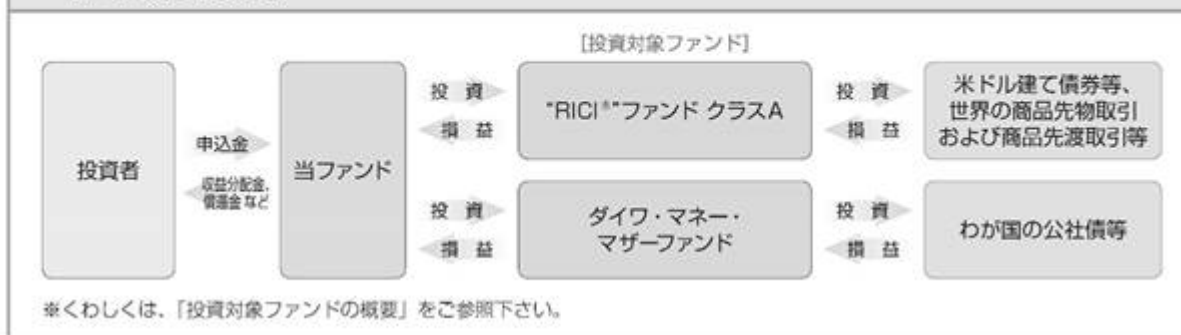 [投資対象ファンド]
投資者
申込金
収益分配金、
償還金 など
当ファンド
投 資
損 益
"RICI®"ファンド クラスA
投 資
損 益
米ドル建て債券等、
世界の商品先物取引
および商品先渡取引等
投 資
損 益
ダイワ・マネー・
マザーファンド
投 資
損 益
わが国の公社債等
※くわしくは、「投資対象ファンドの概要」をご参照下さい。